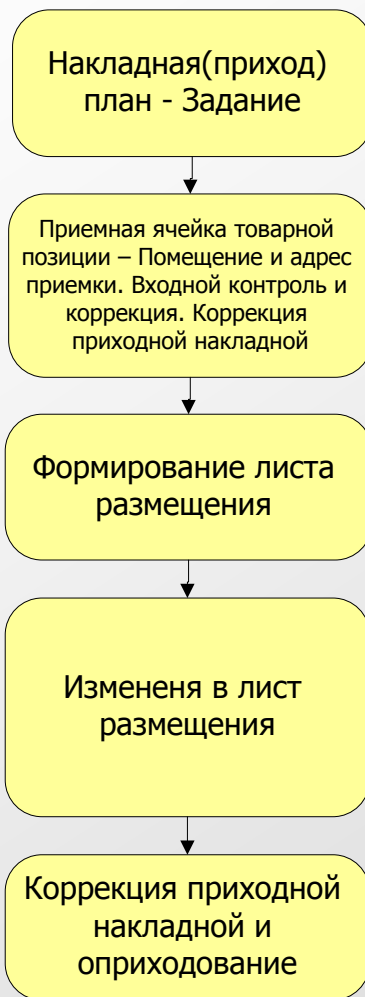 Накладная(приход)
план - Задание
Приемная ячейка товарной
позиции – Помещение и адрес
приемки. Входной контроль и
коррекция. Коррекция
приходной накладной
Формирование листа
размещения
Измененя в лист
размещения
Коррекция приходной
накладной и
оприходование